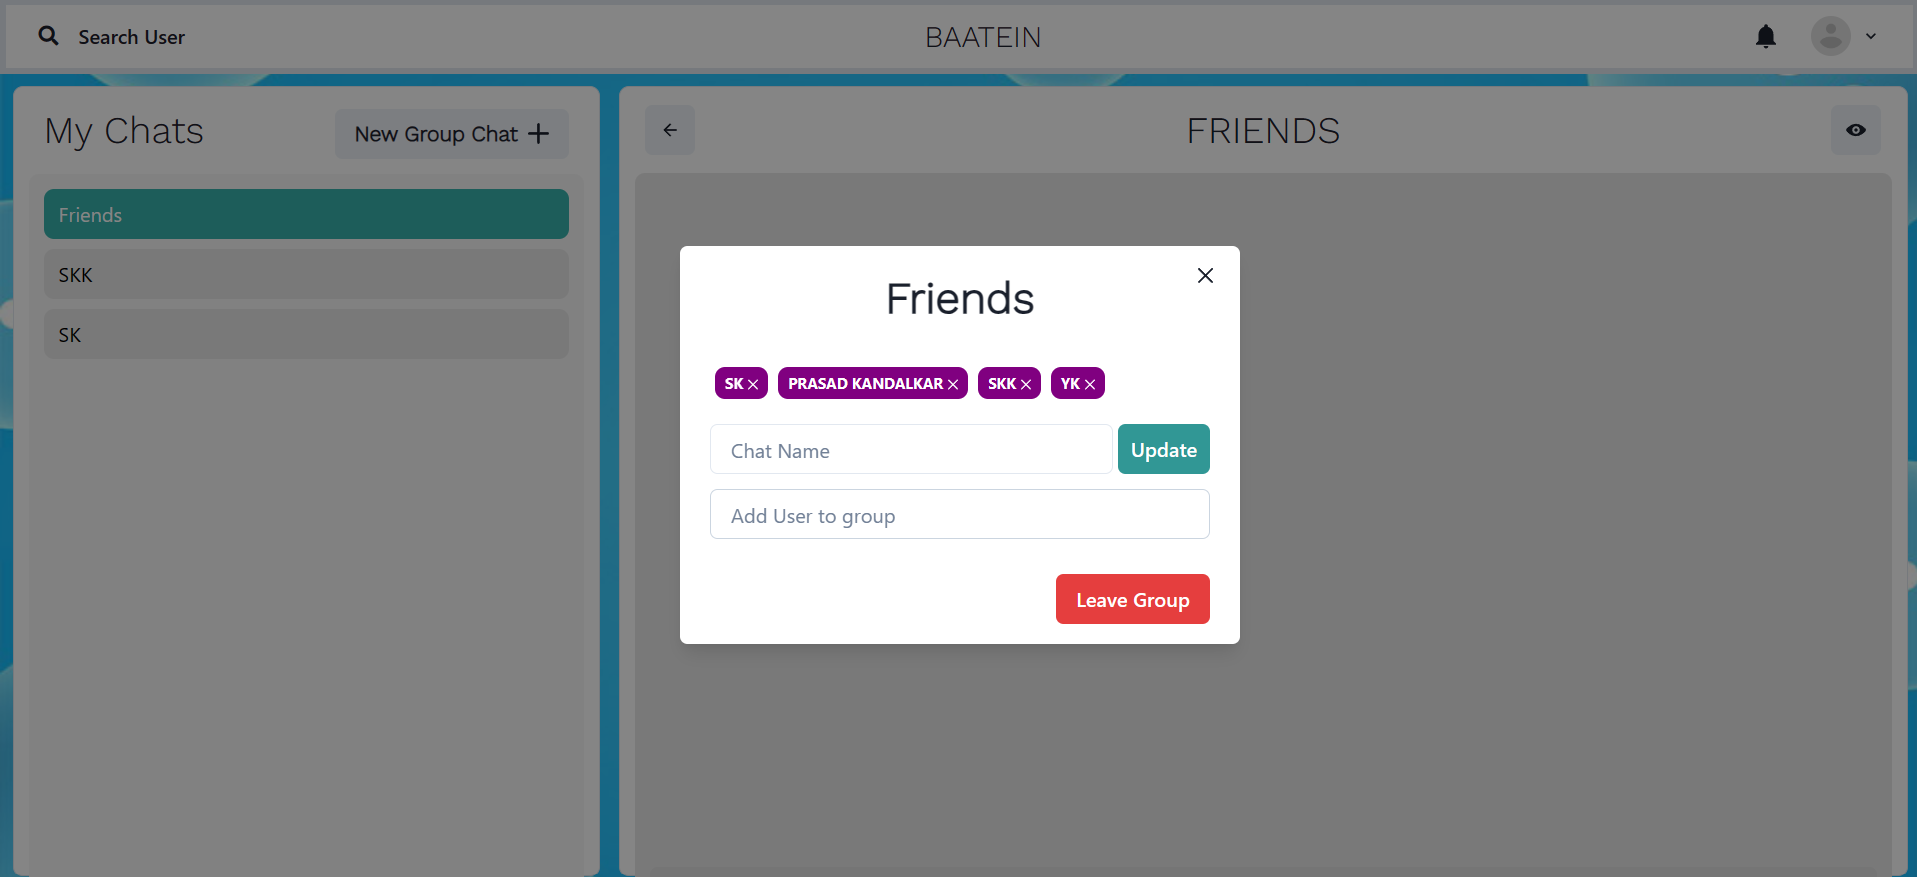 Search User
BAATEIN
My Chats
New Group Chat
FRIENDS
Friends
SKK
SK
Friends
SK
PRASAD KANDALKAR
SKK
YK
Chat Name
Update
Add User to group
Leave Group